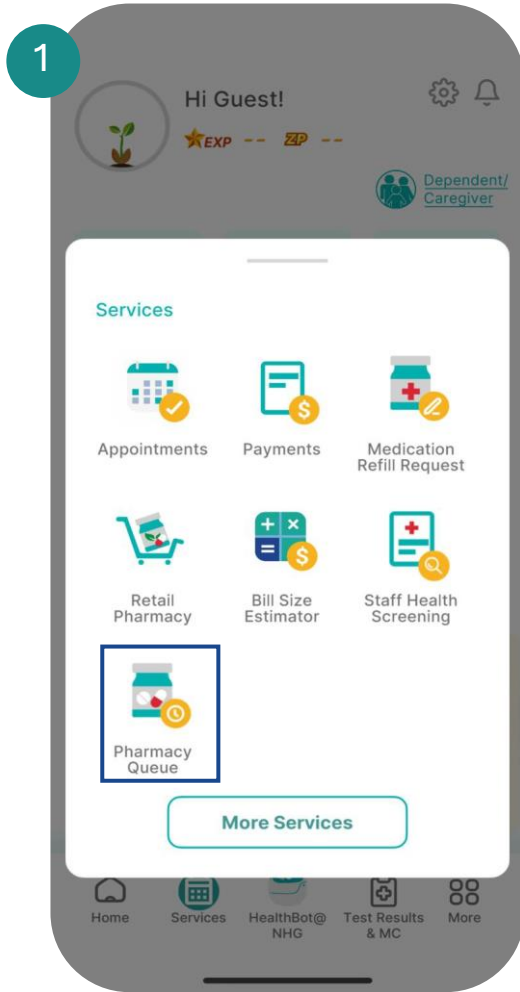 1
Hi Guest!
EXP -- ZP --
Dependent/
Caregiver
Services
Appointments
Payments
Medication
Refill Request
Retail
Pharmacy
Bill Size
Estimator
Staff Health
Screening
Pharmacy
Queue
More Services
Home
Services
HealthBot@
NHG
Test Results
& MC
More